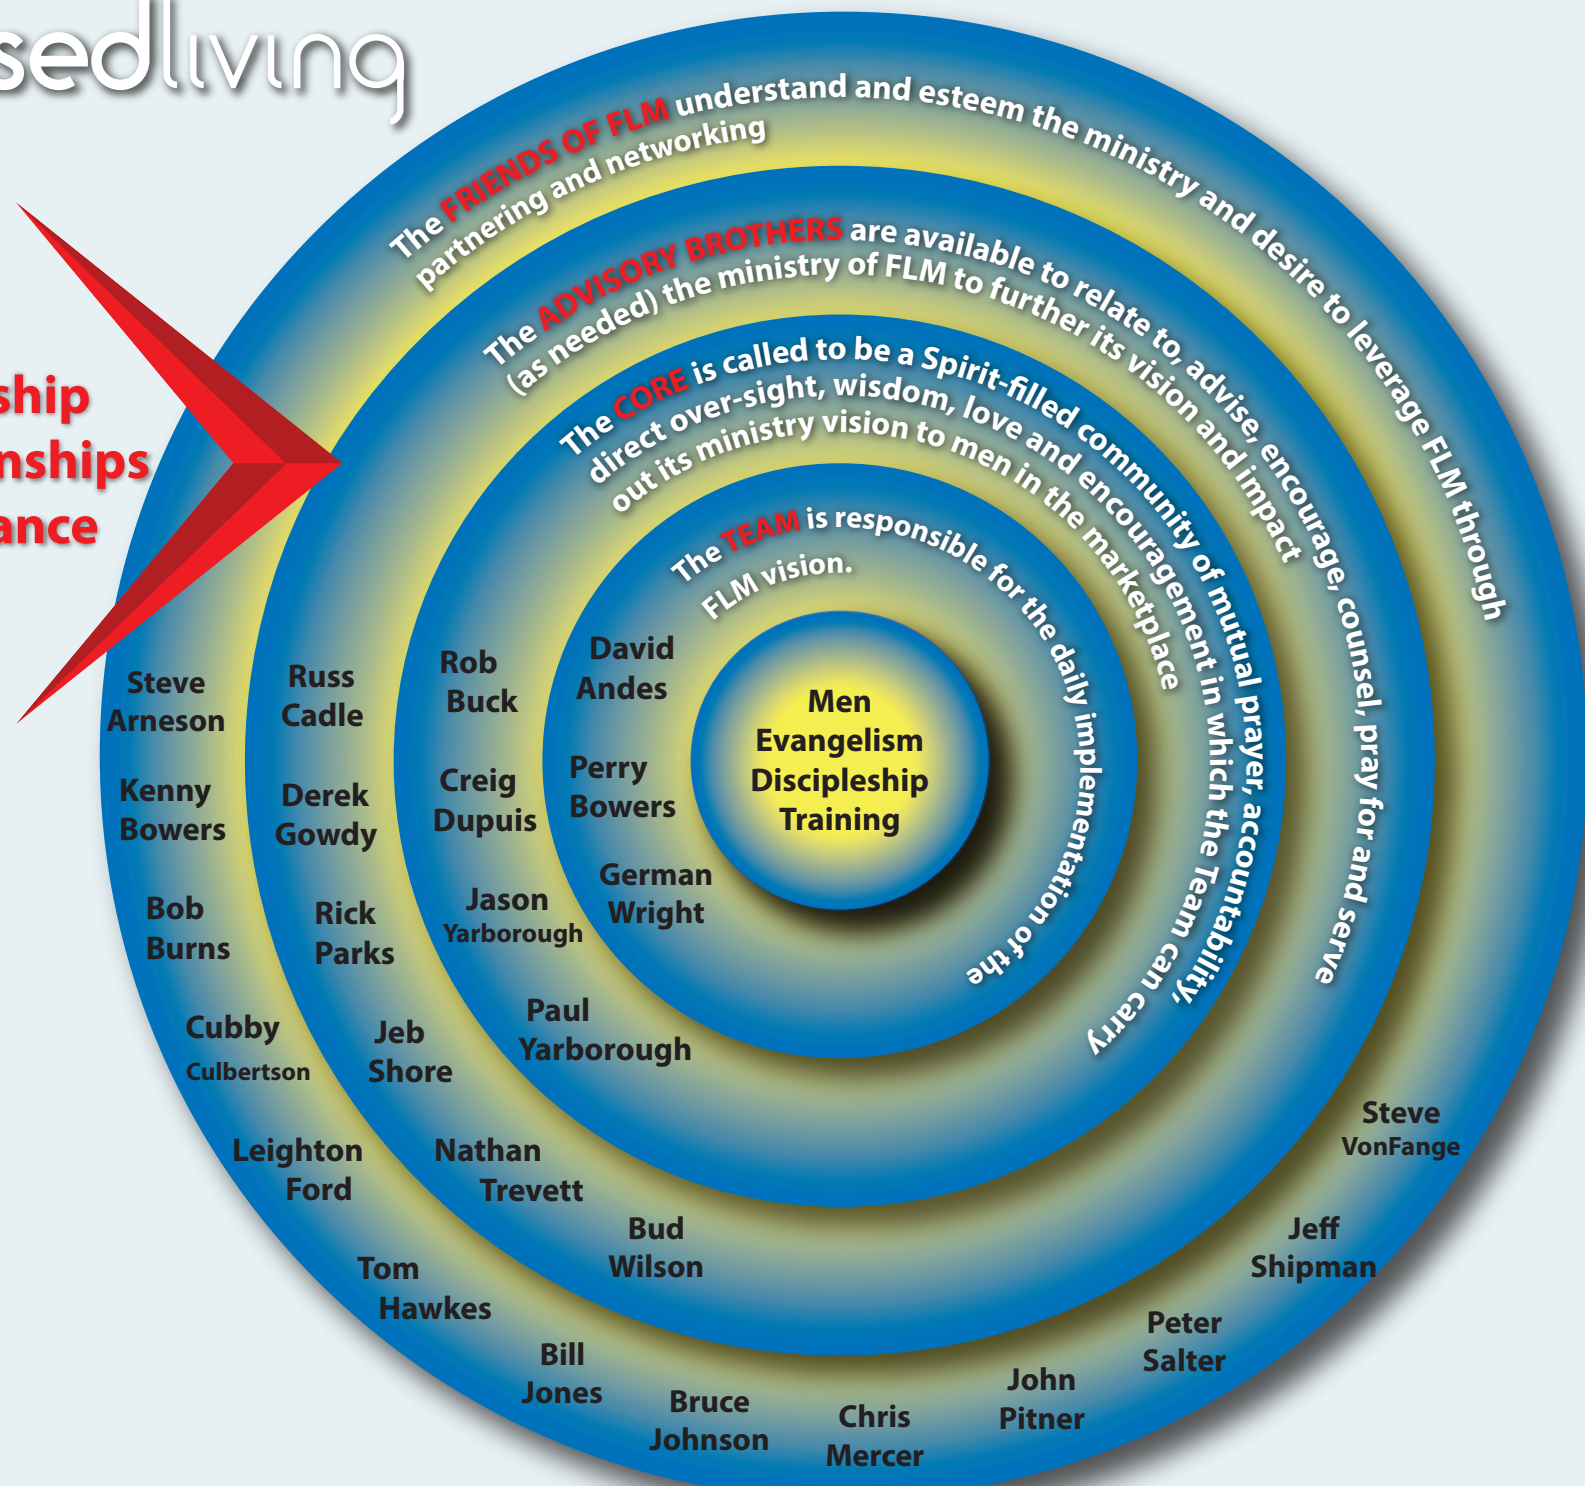 sedliving
The FRIENDS OF FLM understand and esteem the ministry and desire to leverage FLM through
partnering and networking
The ADVISORY BROTHERS are available to relate to, advise, encourage, counsel, pray for and serve
(as needed) the ministry of FLM to further its vision and impact
The CORE is called to be a Spirit-filled community of mutual prayer, accountability,
direct over-sight, wisdom, love and encouragement in which the Team can carry
out its ministry vision to men in the marketplace
The TEAM is responsible for the daily implementation of the
FLM vision.
ship
nships
ance
Men
Evangelism
Discipleship
Training
David
Andes
Perry
Bowers
German
Wright
Rob
Buck
Creig
Dupuis
Jason
Yarborough
Paul
Yarborough
Russ
Cadle
Derek
Gowdy
Rick
Parks
Jeb
Shore
Nathan
Trevett
Bud
Wilson
Steve
Arneson
Kenny
Bowers
Bob
Burns
Cubby
Culbertson
Leighton
Ford
Tom
Hawkes
Bill
Jones
Bruce
Johnson
Chris
Mercer
John
Pitner
Peter
Salter
Jeff
Shipman
Steve
VonFange